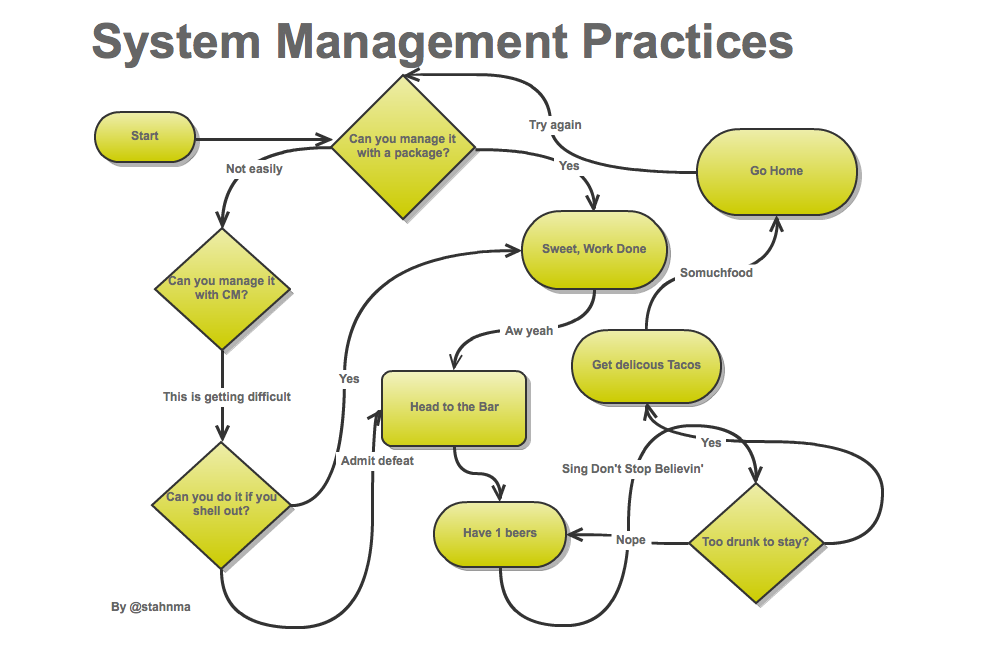 System Management Practices
Start
Can you manage it
with a package?
Try again
Go Home
Not easily
Yes
Sweet, Work Done
Somuchfood
Can you manage it
with CM?
Aw yeah
Get delicous Tacos
Yes
This is getting difficult
Head to the Bar
Yes
Admit defeat
Sing Don't Stop Believin'
Can you do it if you
shell out?
Have 1 beers
Nope
Too drunk to stay?
By @stahnma